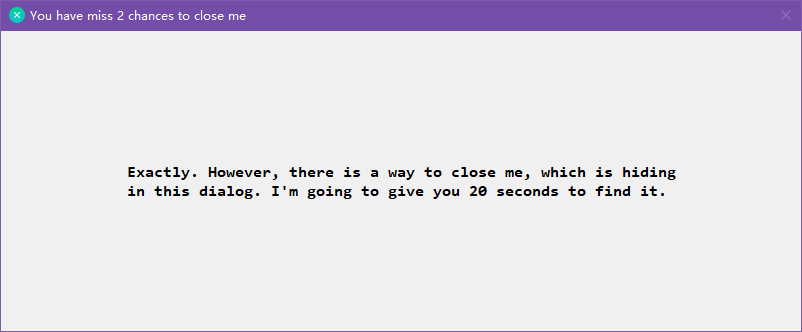 You have miss 2 chances to close me
Exactly. However, there is a way to close me, which is hiding
in this dialog. I'm going to give you 20 seconds to find it.